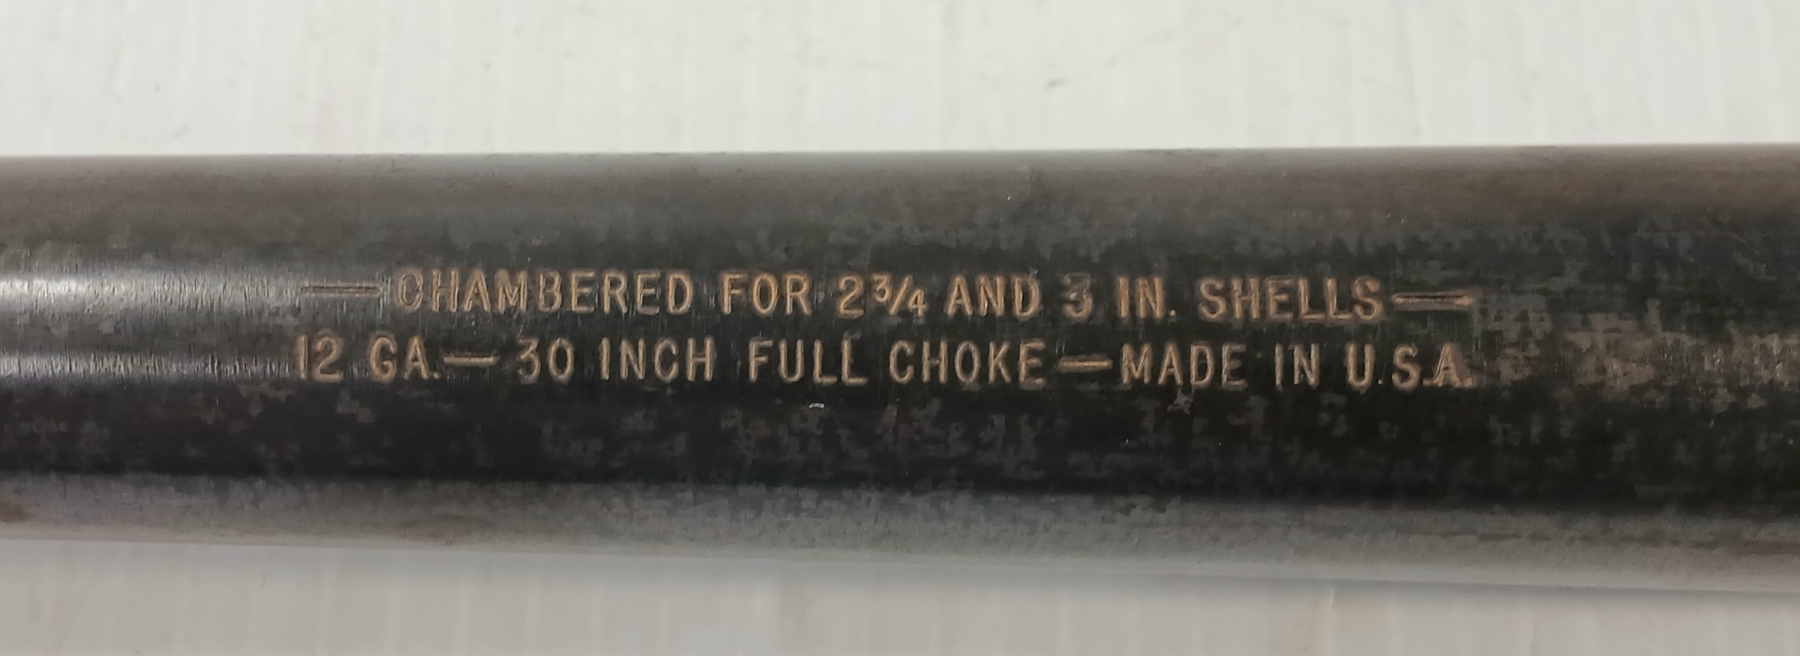 — CHAMBERED FOR 2¾ AND 3 IN. SHELLS —
12 GA. — 30 INCH FULL CHOKE — MADE IN U.S.A.